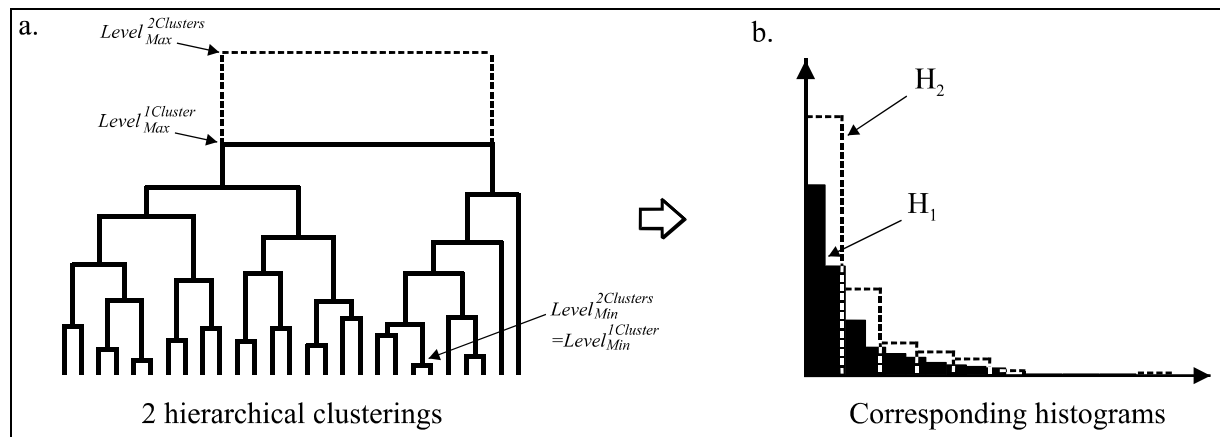 a.
Level 2Clusters Max
Level 1Cluster Max
Level 2Clusters Min
=Level 1Cluster Min
2 hierarchical clusterings
b.
H2
H1
Corresponding histograms